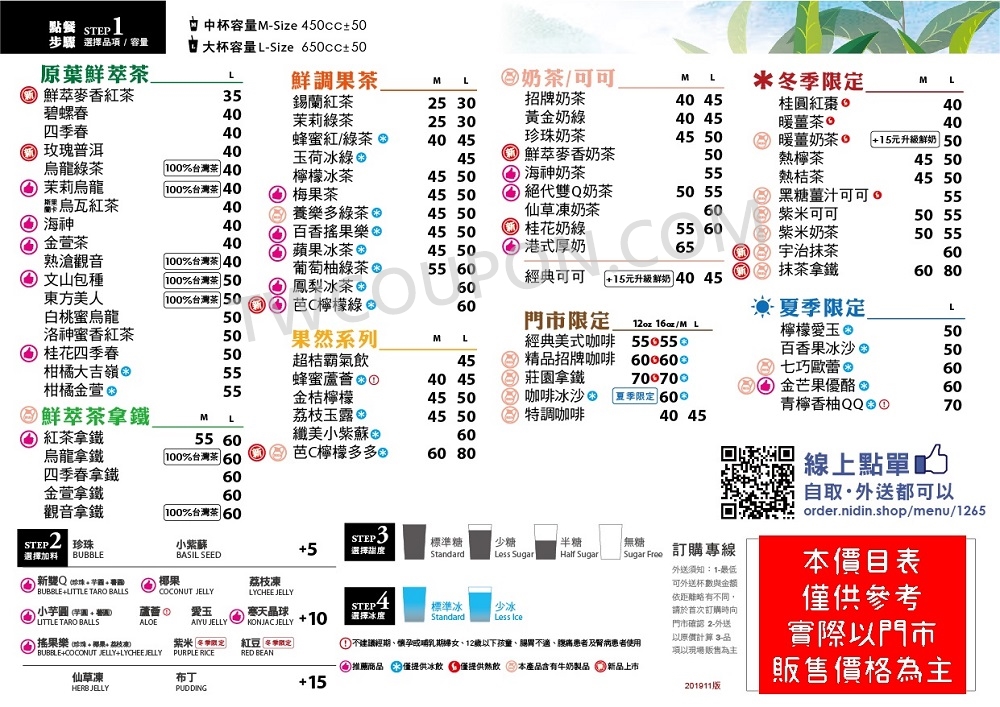 點餐步驟 STEP1 選擇品項 / 容量
中杯容量M-Size 450cc±50
大杯容量L-Size 650cc±50
原葉鮮萃茶 L
新 鮮萃麥香紅茶 35
碧螺春 40
四季春 40
新 玫瑰普洱 40
烏龍綠茶 100%台灣茶 40
茉莉烏龍 100%台灣茶 40
斯里蘭卡 烏瓦紅茶 40
海神 40
金萱茶 40
熟滄觀音 100%台灣茶 40
文山包種 100%台灣茶 50
東方美人 100%台灣茶 50
白桃蜜烏龍 50
洛神蜜香紅茶 50
桂花四季春 50
柑橘大吉嶺 55
柑橘金萱 55
鮮萃茶拿鐵 M L
紅茶拿鐵 55 60
烏龍拿鐵 100%台灣茶 60
四季春拿鐵 60
金萱拿鐵 60
觀音拿鐵 100%台灣茶 60
鮮調果茶 M L
錫蘭紅茶 25 30
茉莉綠茶 25 30
蜂蜜紅/綠茶 40 45
玉荷冰綠 45
檸檬冰茶 45 50
梅果茶 45 50
養樂多綠茶 45 50
百香搖果樂 45 50
蘋果冰茶 45 50
葡萄柚綠茶 55 60
鳳梨冰茶 60
新 芭C檸檬綠 60
果然系列 M L
超桔霸氣飲 45
蜂蜜蘆薈 40 45
金桔檸檬 45 50
荔枝玉露 45 50
纖美小紫蘇 60
新 芭C檸檬多多 60 80
奶茶/可可 M L
招牌奶茶 40 45
黃金奶綠 40 45
珍珠奶茶 45 50
新 鮮萃麥香奶茶 50
海神奶茶 55
絕代雙Q奶茶 50 55
仙草凍奶茶 60
新 桂花奶綠 55 60
港式厚奶 65
經典可可 +15元升級鮮奶 40 45
門市限定 12oz 16oz/M L
經典美式咖啡 55 55
精品招牌咖啡 60 60
莊園拿鐵 70 70
咖啡冰沙 夏季限定 60
特調咖啡 40 45
冬季限定 M L
桂圓紅棗 40
暖薑茶 40
暖薑奶茶 +15元升級鮮奶 50
熱檸茶 45 50
熱桔茶 45 50
黑糖薑汁可可 55
紫米可可 50 55
紫米奶茶 50 55
新 宇治抹茶 60
新 抹茶拿鐵 60 80
夏季限定 L
檸檬愛玉 50
百香果冰沙 50
七巧歐蕾 60
金芒果優酪 60
青檸香柚QQ 70
線上點單
自取·外送都可以
order.nidin.shop/menu/1265
STEP2 選擇加料
珍珠 BUBBLE 小紫蘇 BASIL SEED +5
新雙Q (珍珠+芋圓+薯圓) BUBBLE+LITTLE TARO BALLS 椰果 COCONUT JELLY 荔枝凍 LYCHEE JELLY
小芋圓 (芋圓+薯圓) LITTLE TARO BALLS 蘆薈 ALOE 愛玉 AIYU JELLY 寒天晶球 KONJAC JELLY +10
搖果樂 (珍珠+椰果+荔枝凍) BUBBLE+COCONUT JELLY+LYCHEE JELLY 紫米 冬季限定 PURPLE RICE 紅豆 冬季限定 RED BEAN
仙草凍 HERB JELLY 布丁 PUDDING +15
STEP3 選擇甜度
標準糖 Standard 少糖 Less Sugar 半糖 Half Sugar 無糖 Sugar Free
STEP4 選擇冰度
標準冰 Standard 少冰 Less Ice
不建議經期、懷孕或哺乳期婦女、12歲以下孩童、腸胃不適、膽痛患者及腎病患者使用
推薦商品 僅提供冰飲 僅提供熱飲 本產品含有牛奶製品 新 新品上市
訂購專線
外送須知：1-最低
可外送杯數與金額
依距離略有不同，
請於首次訂購時向
門市確認 2-外送
以原價計算 3-品
項以現場販售為主
201911版
本價目表
僅供參考
實際以門市
販售價格為主
TWCOUPON.COM